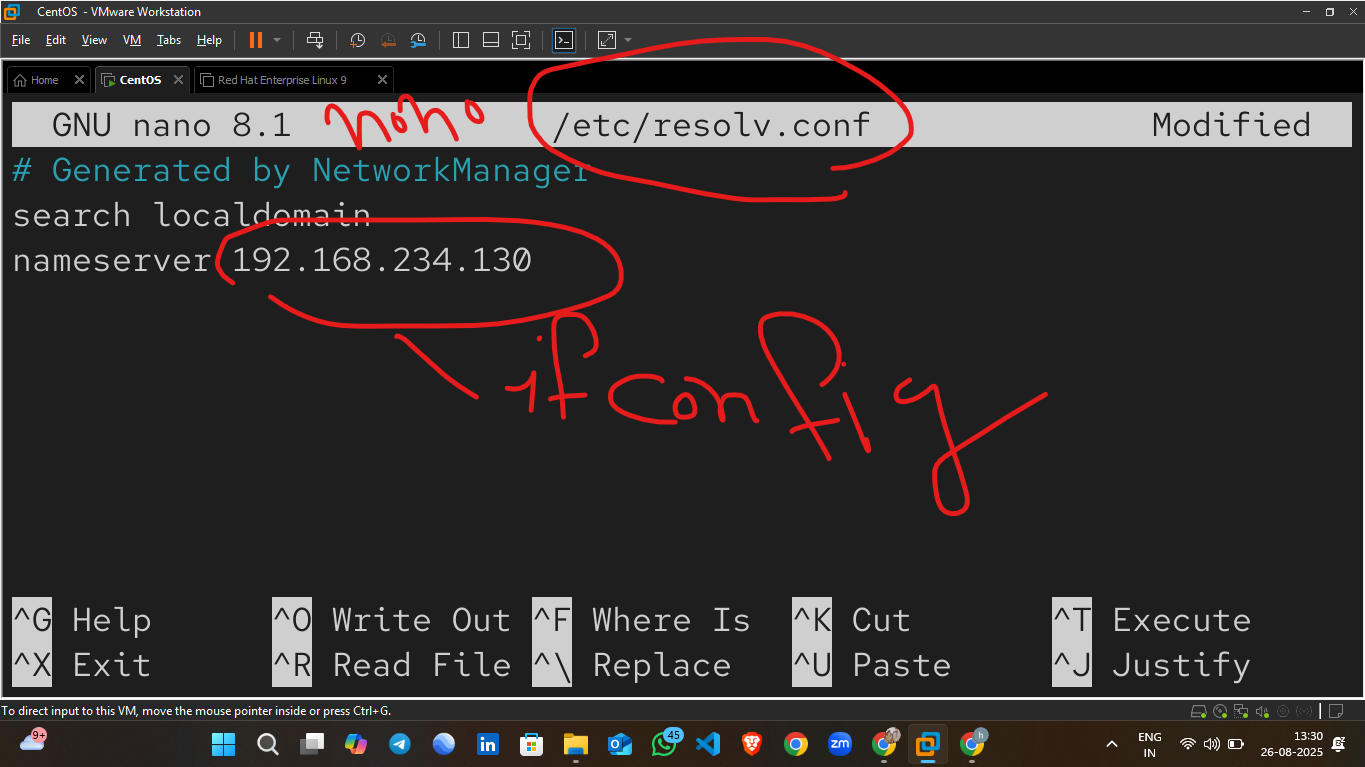 CentOS - VMware Workstation
File Edit View VM Tabs Help
Home CentOS Red Hat Enterprise Linux 9
GNU nano 8.1 nano /etc/resolv.conf Modified
# Generated by NetworkManager
search localdomain
nameserver 192.168.234.130
ifconfig
^G Help ^O Write Out ^F Where Is ^K Cut ^T Execute
^X Exit ^R Read File ^\ Replace ^U Paste ^J Justify
To direct input to this VM, move the mouse pointer inside or press Ctrl+G.
9+ in 45 zm h ENG 13:30
IN 26-08-2025